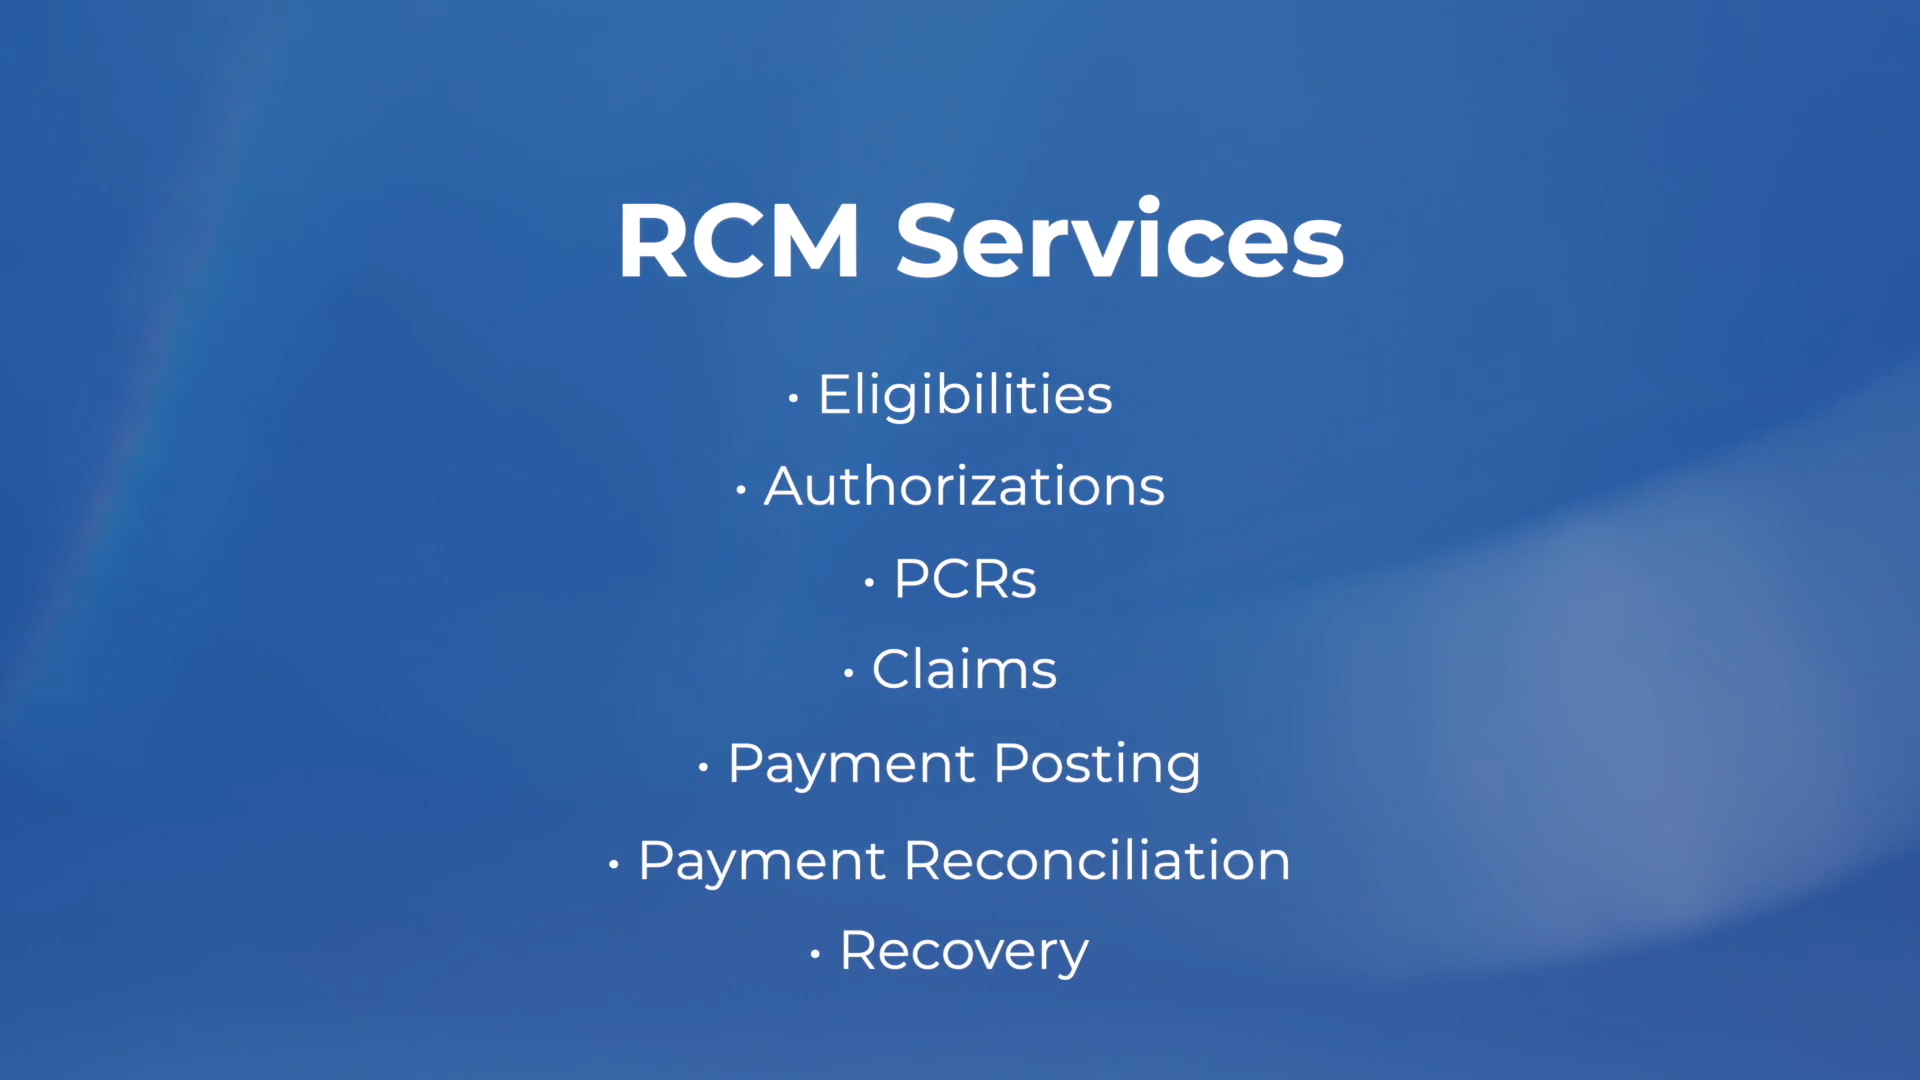 RCM Services
• Eligibilities
• Authorizations
• PCRs
• Claims
• Payment Posting
• Payment Reconciliation
• Recovery